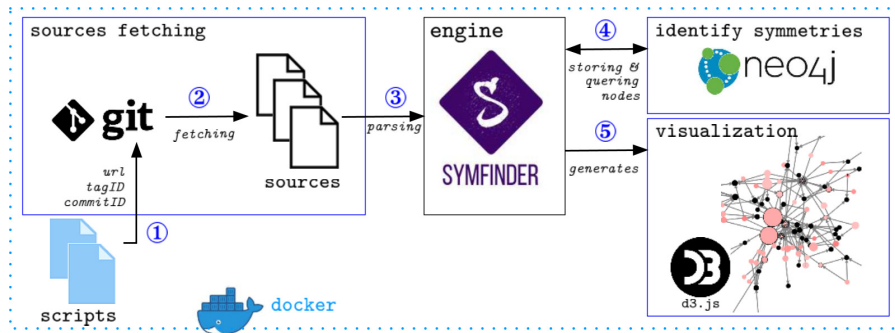 sources fetching
engine
identify symmetries
①
②
③
④
⑤
git
fetching
parsing
storing &
quering
nodes
neo4j
url
tagID
commitID
sources
S
SYMFINDER
generates
visualization
D3
d3.js
scripts
docker